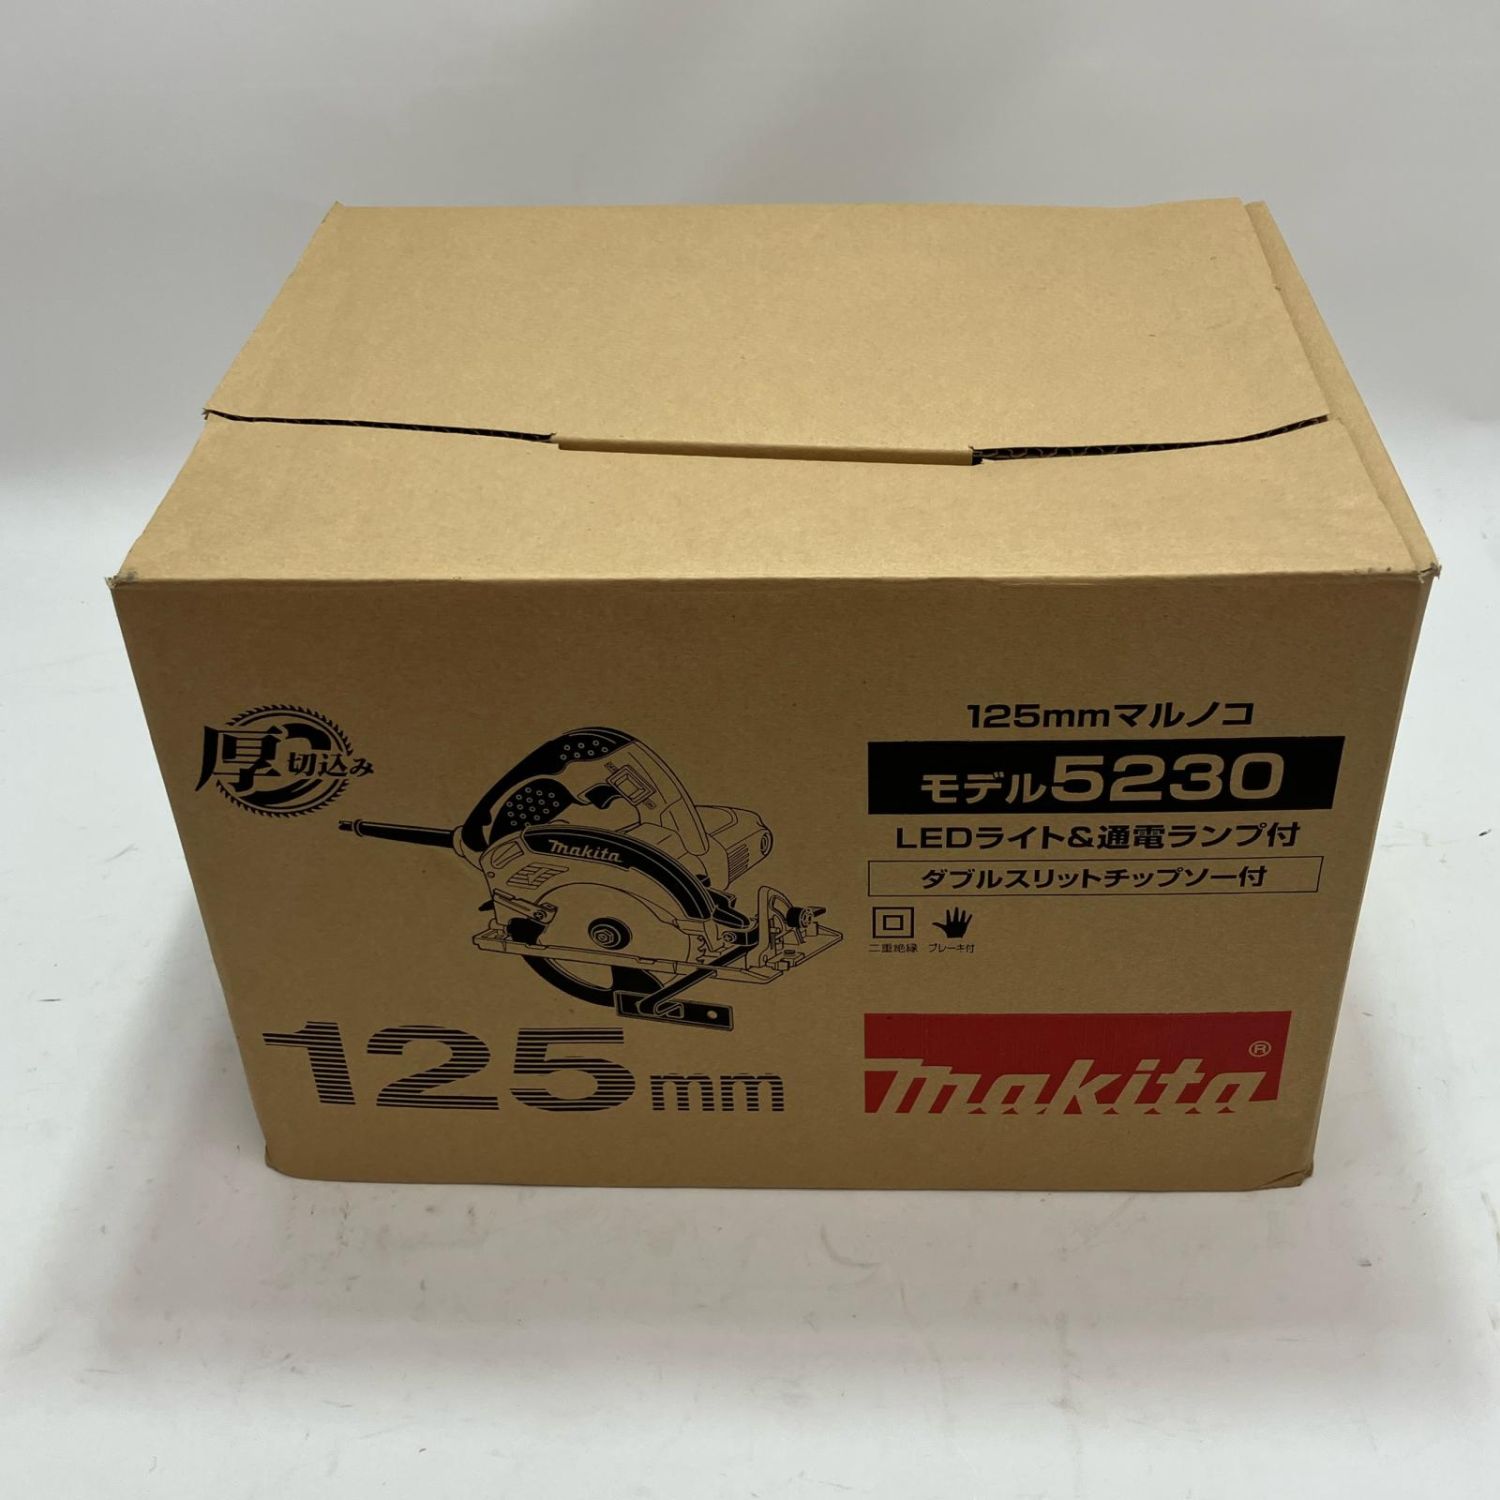 厚切込み
makita
125mm
125mmマルノコ
モデル5230
LEDライト&通電ランプ付
ダブルスリットチップソー付
二重絶縁 ブレーキ付
makita®